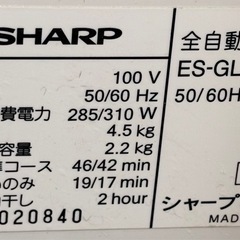 SHARP
100 V
50/60 Hz
費電力 285/310 W
4.5 kg
容量 2.2 kg
コース 46/42 min
のみ 19/17 min
干し 2 hour
020840
全自動
ES-GL
50/60H
シャープ
MAD